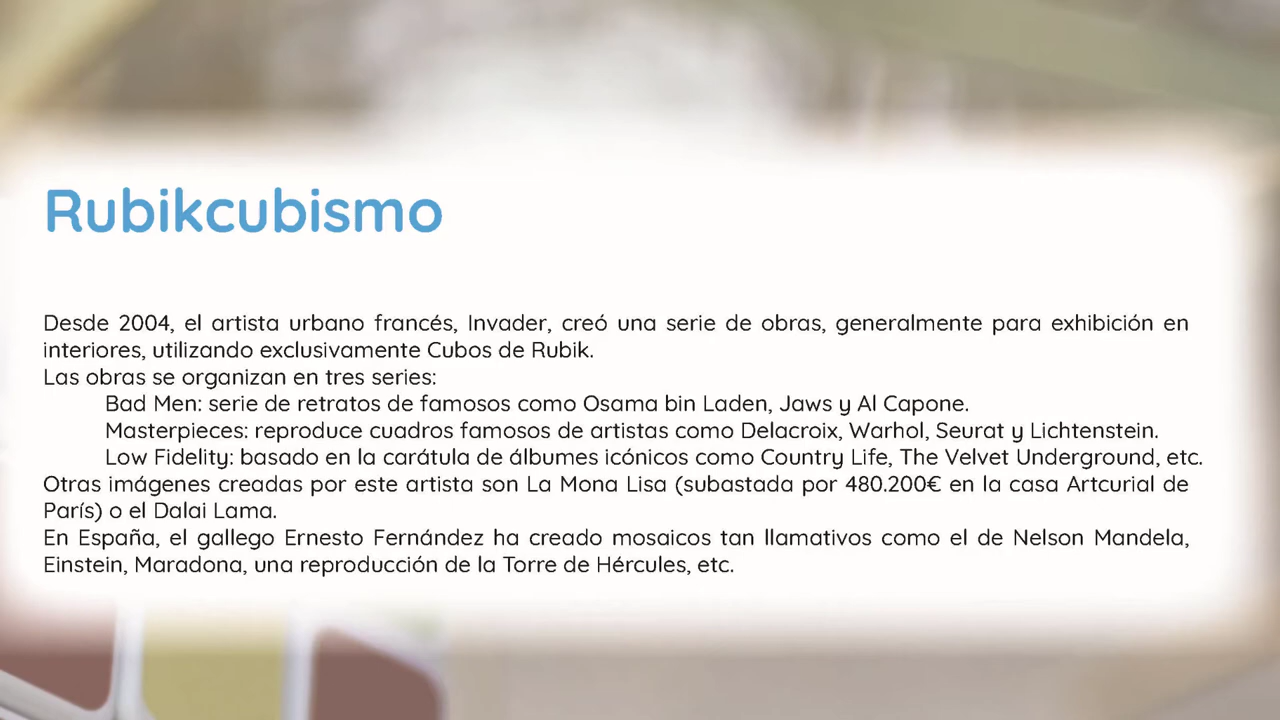 Rubikcubismo
Desde 2004, el artista urbano francés, Invader, creó una serie de obras, generalmente para exhibición en
interiores, utilizando exclusivamente Cubos de Rubik.
Las obras se organizan en tres series:
Bad Men: serie de retratos de famosos como Osama bin Laden, Jaws y Al Capone.
Masterpieces: reproduce cuadros famosos de artistas como Delacroix, Warhol, Seurat y Lichtenstein.
Low Fidelity: basado en la carátula de álbumes icónicos como Country Life, The Velvet Underground, etc.
Otras imágenes creadas por este artista son La Mona Lisa (subastada por 480.200€ en la casa Artcurial de
París) o el Dalai Lama.
En España, el gallego Ernesto Fernández ha creado mosaicos tan llamativos como el de Nelson Mandela,
Einstein, Maradona, una reproducción de la Torre de Hércules, etc.